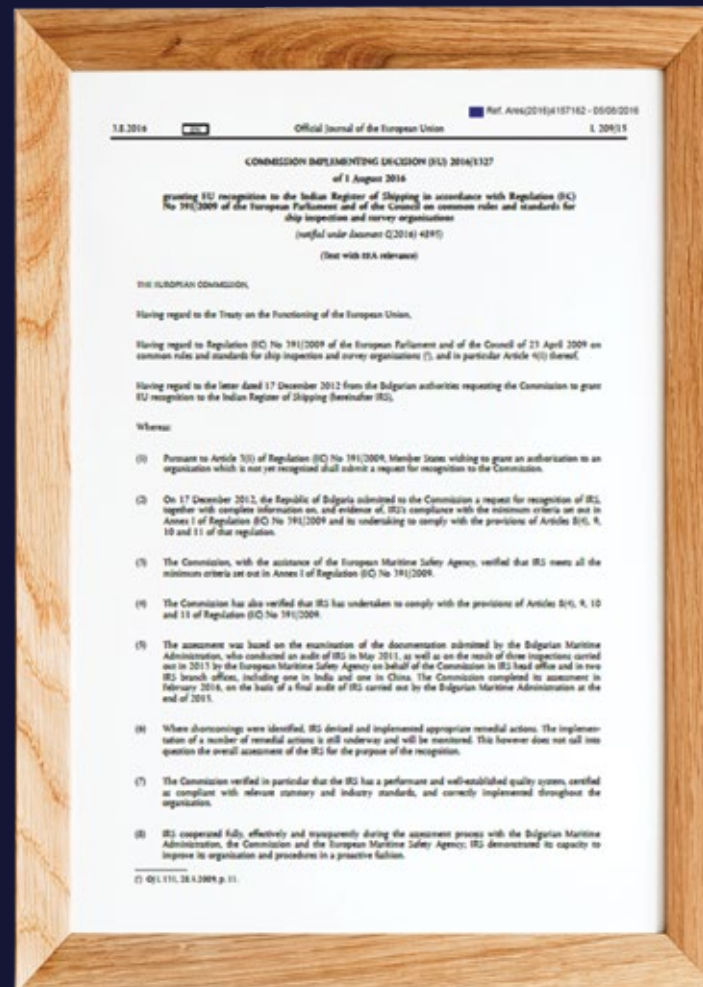 Ref. Ares(2016)4157162 - 05/08/2016
3.8.2016 EN Official Journal of the European Union L 209/15
COMMISSION IMPLEMENTING DECISION (EU) 2016/1327
of 1 August 2016
granting EU recognition to the Indian Register of Shipping in accordance with Regulation (EC)
No 391/2009 of the European Parliament and of the Council on common rules and standards for
ship inspection and survey organisations
(notified under document C(2016) 4895)
(Text with EEA relevance)
THE EUROPEAN COMMISSION,
Having regard to the Treaty on the Functioning of the European Union,
Having regard to Regulation (EC) No 391/2009 of the European Parliament and of the Council of 23 April 2009 on
common rules and standards for ship inspection and survey organisations (¹), and in particular Article 4(1) thereof,
Having regard to the letter dated 17 December 2012 from the Bulgarian authorities requesting the Commission to grant
EU recognition to the Indian Register of Shipping (hereinafter IRS),
Whereas:
(1) Pursuant to Article 3(1) of Regulation (EC) No 391/2009, Member States wishing to grant an authorisation to an
organisation which is not yet recognised shall submit a request for recognition to the Commission.
(2) On 17 December 2012, the Republic of Bulgaria submitted to the Commission a request for recognition of IRS,
together with complete information on, and evidence of, IRS's compliance with the minimum criteria set out in
Annex I of Regulation (EC) No 391/2009 and its undertaking to comply with the provisions of Articles 8(4), 9,
10 and 11 of that regulation.
(3) The Commission, with the assistance of the European Maritime Safety Agency, verified that IRS meets all the
minimum criteria set out in Annex I of Regulation (EC) No 391/2009.
(4) The Commission has also verified that IRS has undertaken to comply with the provisions of Articles 8(4), 9, 10
and 11 of Regulation (EC) No 391/2009.
(5) The assessment was based on the examination of the documentation submitted by the Bulgarian Maritime
Administration, who conducted an audit of IRS in May 2011, as well as on the result of three inspections carried
out in 2013 by the European Maritime Safety Agency on behalf of the Commission in IRS head office and in two
IRS branch offices, including one in India and one in China. The Commission completed its assessment in
February 2016, on the basis of a final audit of IRS carried out by the Bulgarian Maritime Administration at the
end of 2015.
(6) Where shortcomings were identified, IRS devised and implemented appropriate remedial actions. The implemen-
tation of a number of remedial actions is still underway and will be monitored. This however does not call into
question the overall assessment of the IRS for the purpose of the recognition.
(7) The Commission verified in particular that the IRS has a performant and well-established quality system, certified
as compliant with relevant statutory and industry standards, and correctly implemented throughout the
organisation.
(8) IRS cooperated fully, effectively and transparently during the assessment process with the Bulgarian Maritime
Administration, the Commission and the European Maritime Safety Agency; IRS demonstrated its capacity to
improve its organisation and procedures in a proactive fashion.
(¹) OJ L 131, 28.5.2009, p. 11.